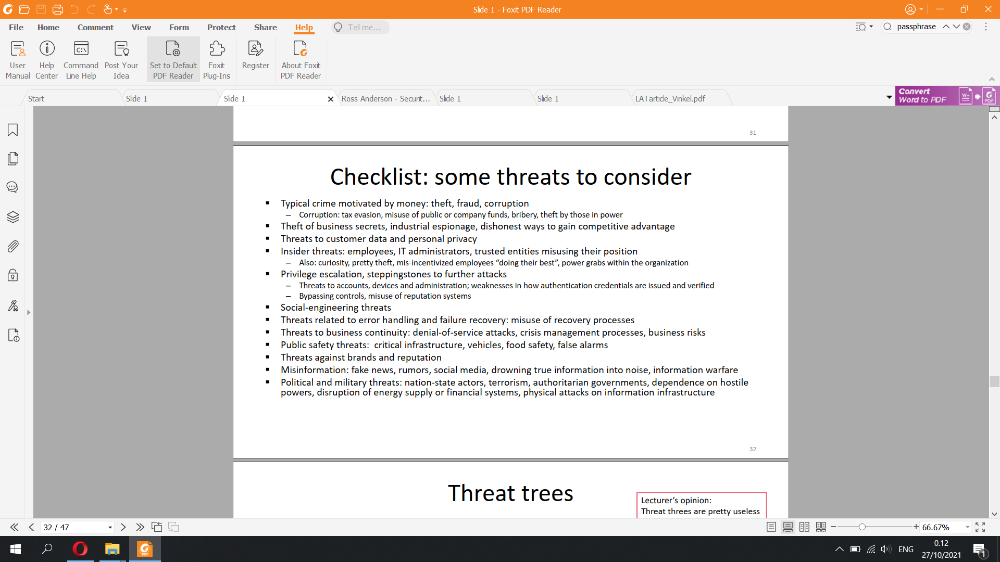 Slide 1 - Foxit PDF Reader
File Home Comment View Form Protect Share Help Tell me... passphrase
User Manual
Help Center
C:\
Command Line Help
Post Your Idea
Set to Default PDF Reader
Foxit Plug-Ins
Register
About Foxit PDF Reader
Start Slide 1 Slide 1 Ross Anderson - Securit... Slide 1 Slide 1 LATarticle_Vinkel.pdf
Convert
Word to PDF
PDF
31
Checklist: some threats to consider
▪ Typical crime motivated by money: theft, fraud, corruption
– Corruption: tax evasion, misuse of public or company funds, bribery, theft by those in power
▪ Theft of business secrets, industrial espionage, dishonest ways to gain competitive advantage
▪ Threats to customer data and personal privacy
▪ Insider threats: employees, IT administrators, trusted entities misusing their position
– Also: curiosity, pretty theft, mis-incentivized employees “doing their best”, power grabs within the organization
▪ Privilege escalation, steppingstones to further attacks
– Threats to accounts, devices and administration; weaknesses in how authentication credentials are issued and verified
– Bypassing controls, misuse of reputation systems
▪ Social-engineering threats
▪ Threats related to error handling and failure recovery: misuse of recovery processes
▪ Threats to business continuity: denial-of-service attacks, crisis management processes, business risks
▪ Public safety threats:  critical infrastructure, vehicles, food safety, false alarms
▪ Threats against brands and reputation
▪ Misinformation: fake news, rumors, social media, drowning true information into noise, information warfare
▪ Political and military threats: nation-state actors, terrorism, authoritarian governments, dependence on hostile
powers, disruption of energy supply or financial systems, physical attacks on information infrastructure
32
Threat trees
Lecturer’s opinion:
Threat threes are pretty useless
32 / 47
66.67%
PDF
ENG
0.12
27/10/2021
1